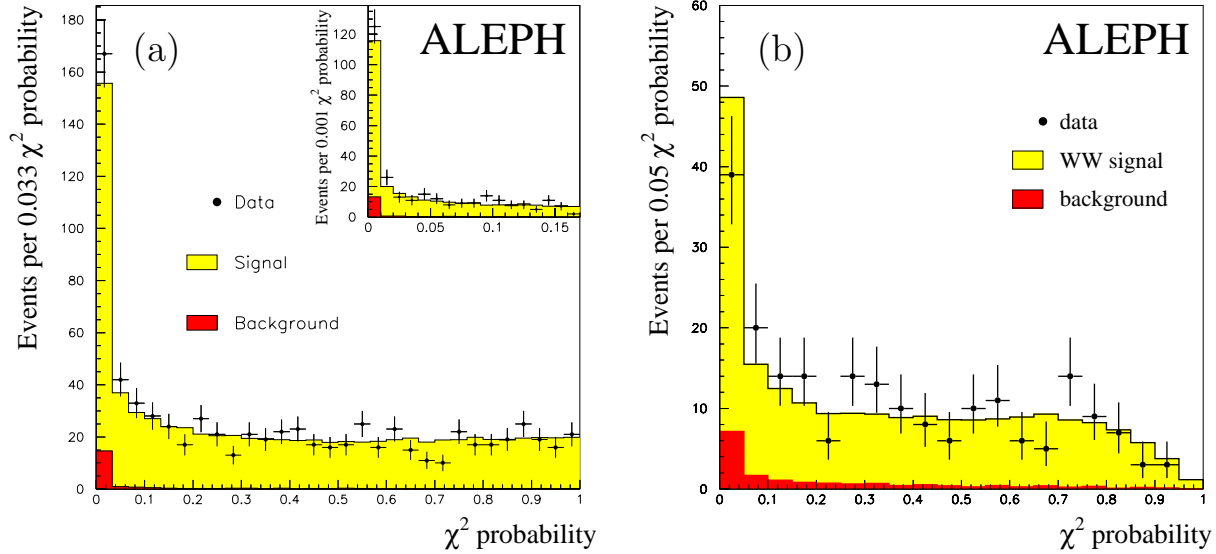 (a)
ALEPH
Events per 0.033 χ² probability
180
160
140
120
100
80
60
40
20
0
0 0.1 0.2 0.3 0.4 0.5 0.6 0.7 0.8 0.9 1
χ² probability
Data
Signal
Background
Events per 0.001 χ² probability
120
100
80
60
40
20
0
0 0.05 0.1 0.15
(b)
ALEPH
Events per 0.05 χ² probability
60
50
40
30
20
10
0
0 0.1 0.2 0.3 0.4 0.5 0.6 0.7 0.8 0.9 1
χ² probability
data
WW signal
background